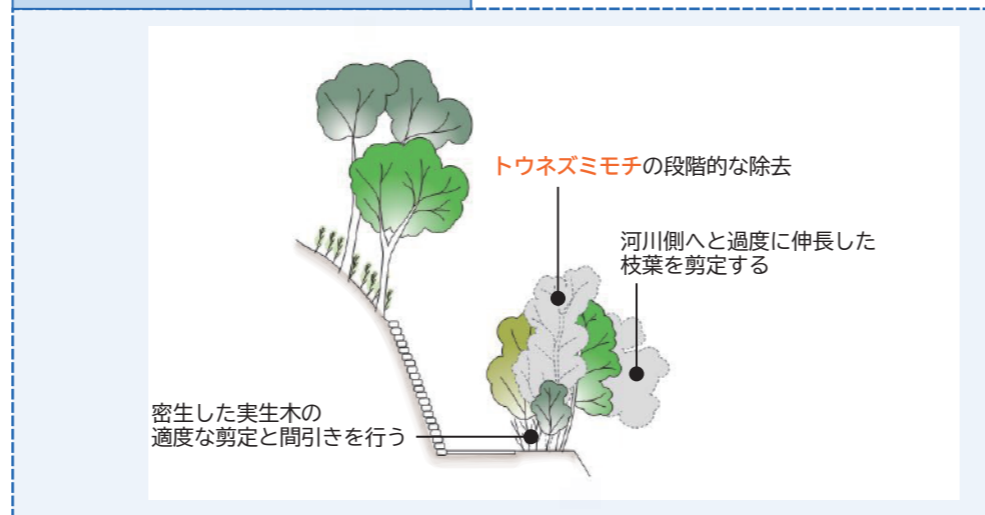 トウネズミモチの段階的な除去
河川側へと過度に伸長した
枝葉を剪定する
密生した実生木の
適度な剪定と間引きを行う